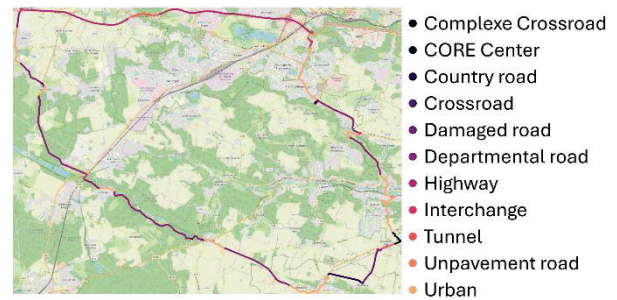 Complexe Crossroad
CORE Center
Country road
Crossroad
Damaged road
Departmental road
Highway
Interchange
Tunnel
Unpavement road
Urban